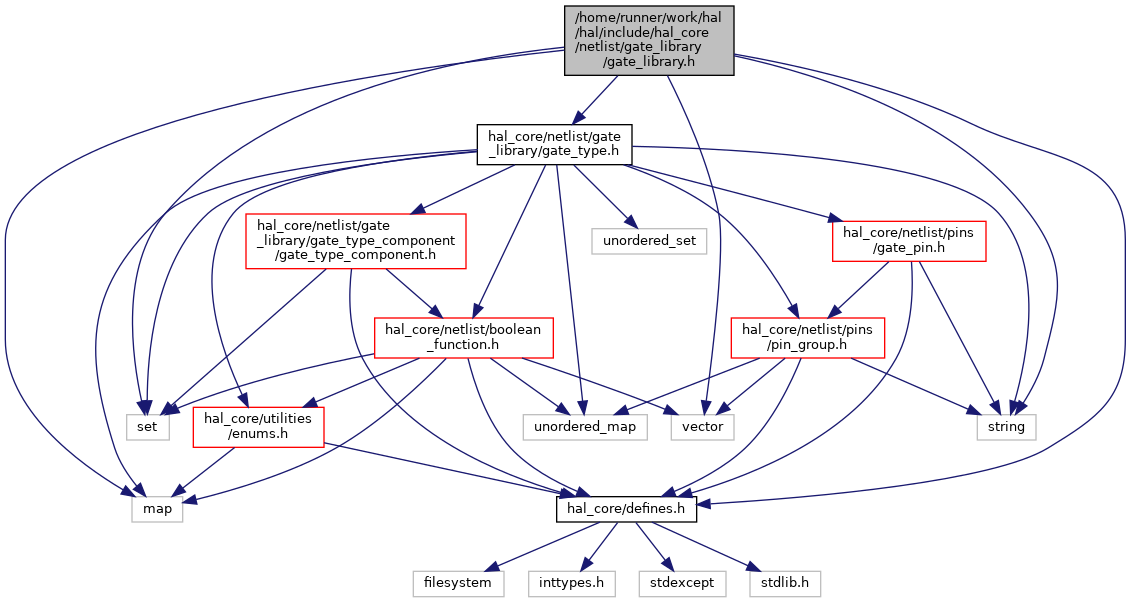 /home/runner/work/hal
/hal/include/hal_core
/netlist/gate_library
/gate_library.h
hal_core/netlist/gate
_library/gate_type.h
hal_core/netlist/gate
_library/gate_type_component
/gate_type_component.h
unordered_set
hal_core/netlist/pins
/gate_pin.h
hal_core/netlist/boolean
_function.h
hal_core/netlist/pins
/pin_group.h
set
hal_core/utilities
/enums.h
unordered_map
vector
string
map
hal_core/defines.h
filesystem
inttypes.h
stdexcept
stdlib.h